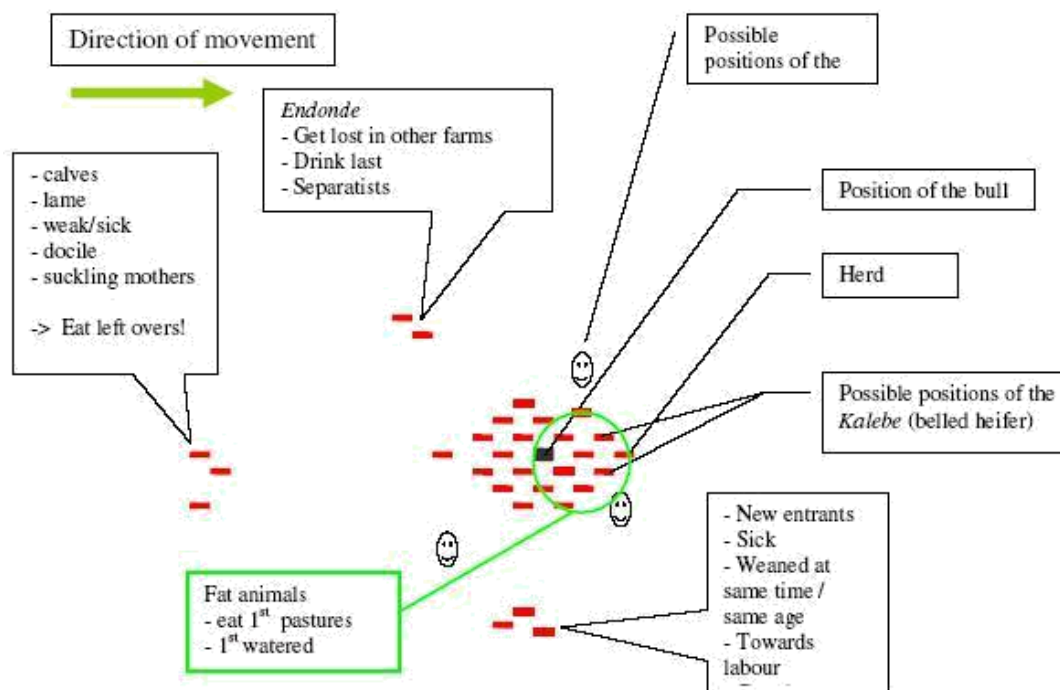 Direction of movement
Possible
positions of the
Endonde
- Get lost in other farms
- Drink last
- Separatists
- calves
- lame
- weak/sick
- docile
- suckling mothers
-> Eat left overs!
Position of the bull
Herd
Possible positions of the
Kalebe (belled heifer)
- New entrants
- Sick
- Weaned at
same time /
same age
- Towards
labour
Fat animals
- eat 1st pastures
- 1st watered